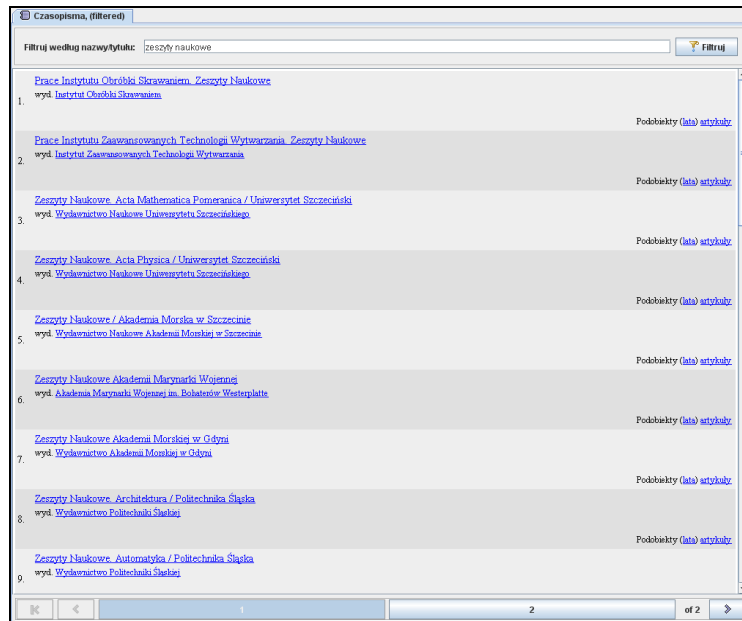 Czasopisma, (filtered)
Filtruj według nazwy/tytułu: zeszyty naukowe Filtruj
Prace Instytutu Obróbki Skrawaniem. Zeszyty Naukowe
1. wyd. Instytut Obróbki Skrawaniem
Podobiekty (lata) artykuły
Prace Instytutu Zaawansowanych Technologii Wytwarzania. Zeszyty Naukowe
2. wyd. Instytut Zaawansowanych Technologii Wytwarzania
Podobiekty (lata) artykuły
Zeszyty Naukowe. Acta Mathematica Pomeranica / Uniwersytet Szczeciński
3. wyd. Wydawnictwo Naukowe Uniwersytetu Szczecińskiego
Podobiekty (lata) artykuły
Zeszyty Naukowe. Acta Physica / Uniwersytet Szczeciński
4. wyd. Wydawnictwo Naukowe Uniwersytetu Szczecińskiego
Podobiekty (lata) artykuły
Zeszyty Naukowe / Akademia Morska w Szczecinie
5. wyd. Wydawnictwo Naukowe Akademii Morskiej w Szczecinie
Podobiekty (lata) artykuły
Zeszyty Naukowe Akademii Marynarki Wojennej
6. wyd. Akademia Marynarki Wojennej im. Bohaterów Westerplatte
Podobiekty (lata) artykuły
Zeszyty Naukowe Akademii Morskiej w Gdyni
7. wyd. Wydawnictwo Akademii Morskiej w Gdyni
Podobiekty (lata) artykuły
Zeszyty Naukowe. Architektura / Politechnika Śląska
8. wyd. Wydawnictwo Politechniki Śląskiej
Podobiekty (lata) artykuły
Zeszyty Naukowe. Automatyka / Politechnika Śląska
9. wyd. Wydawnictwo Politechniki Śląskiej
1 2 of 2